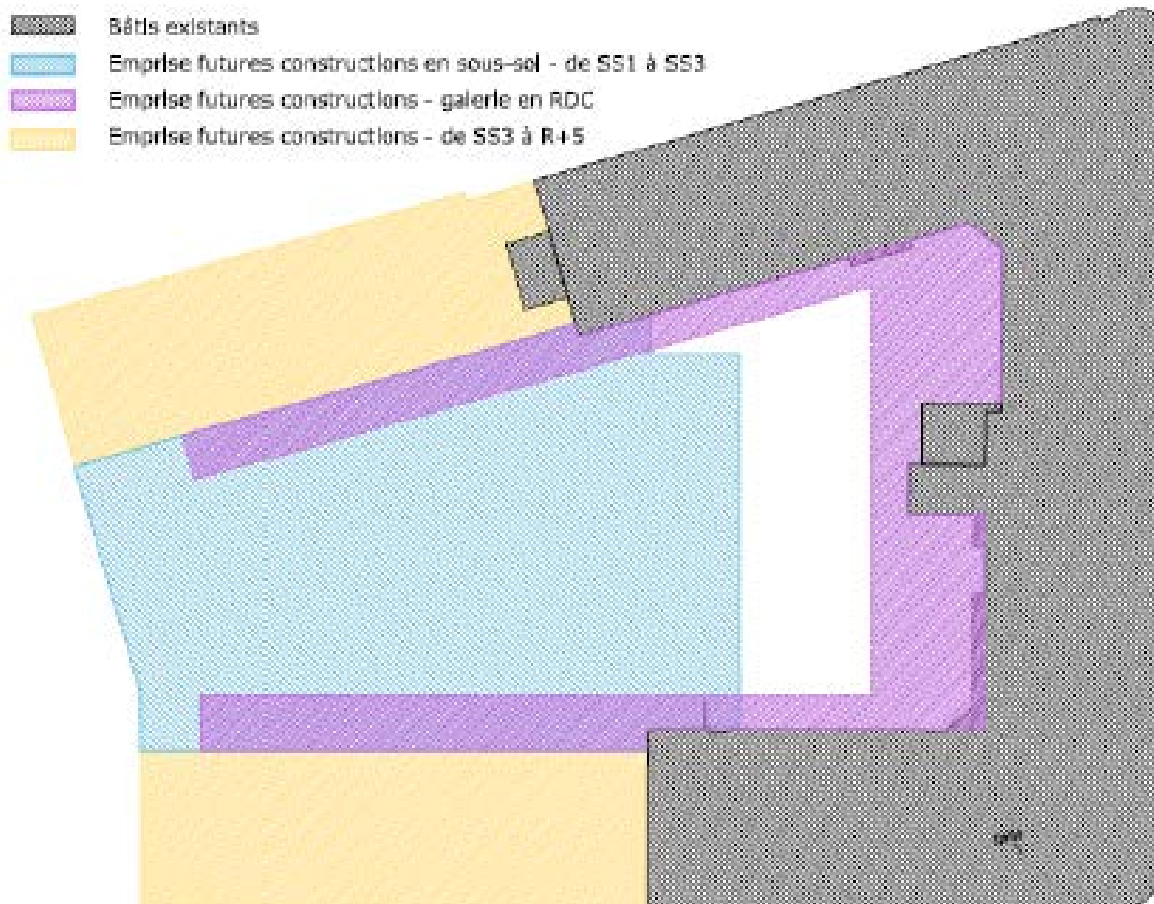 Bâtis existants
Emprise futures constructions en sous-sol - de SS1 à SS3
Emprise futures constructions - galerie en RDC
Emprise futures constructions - de SS3 à R+5